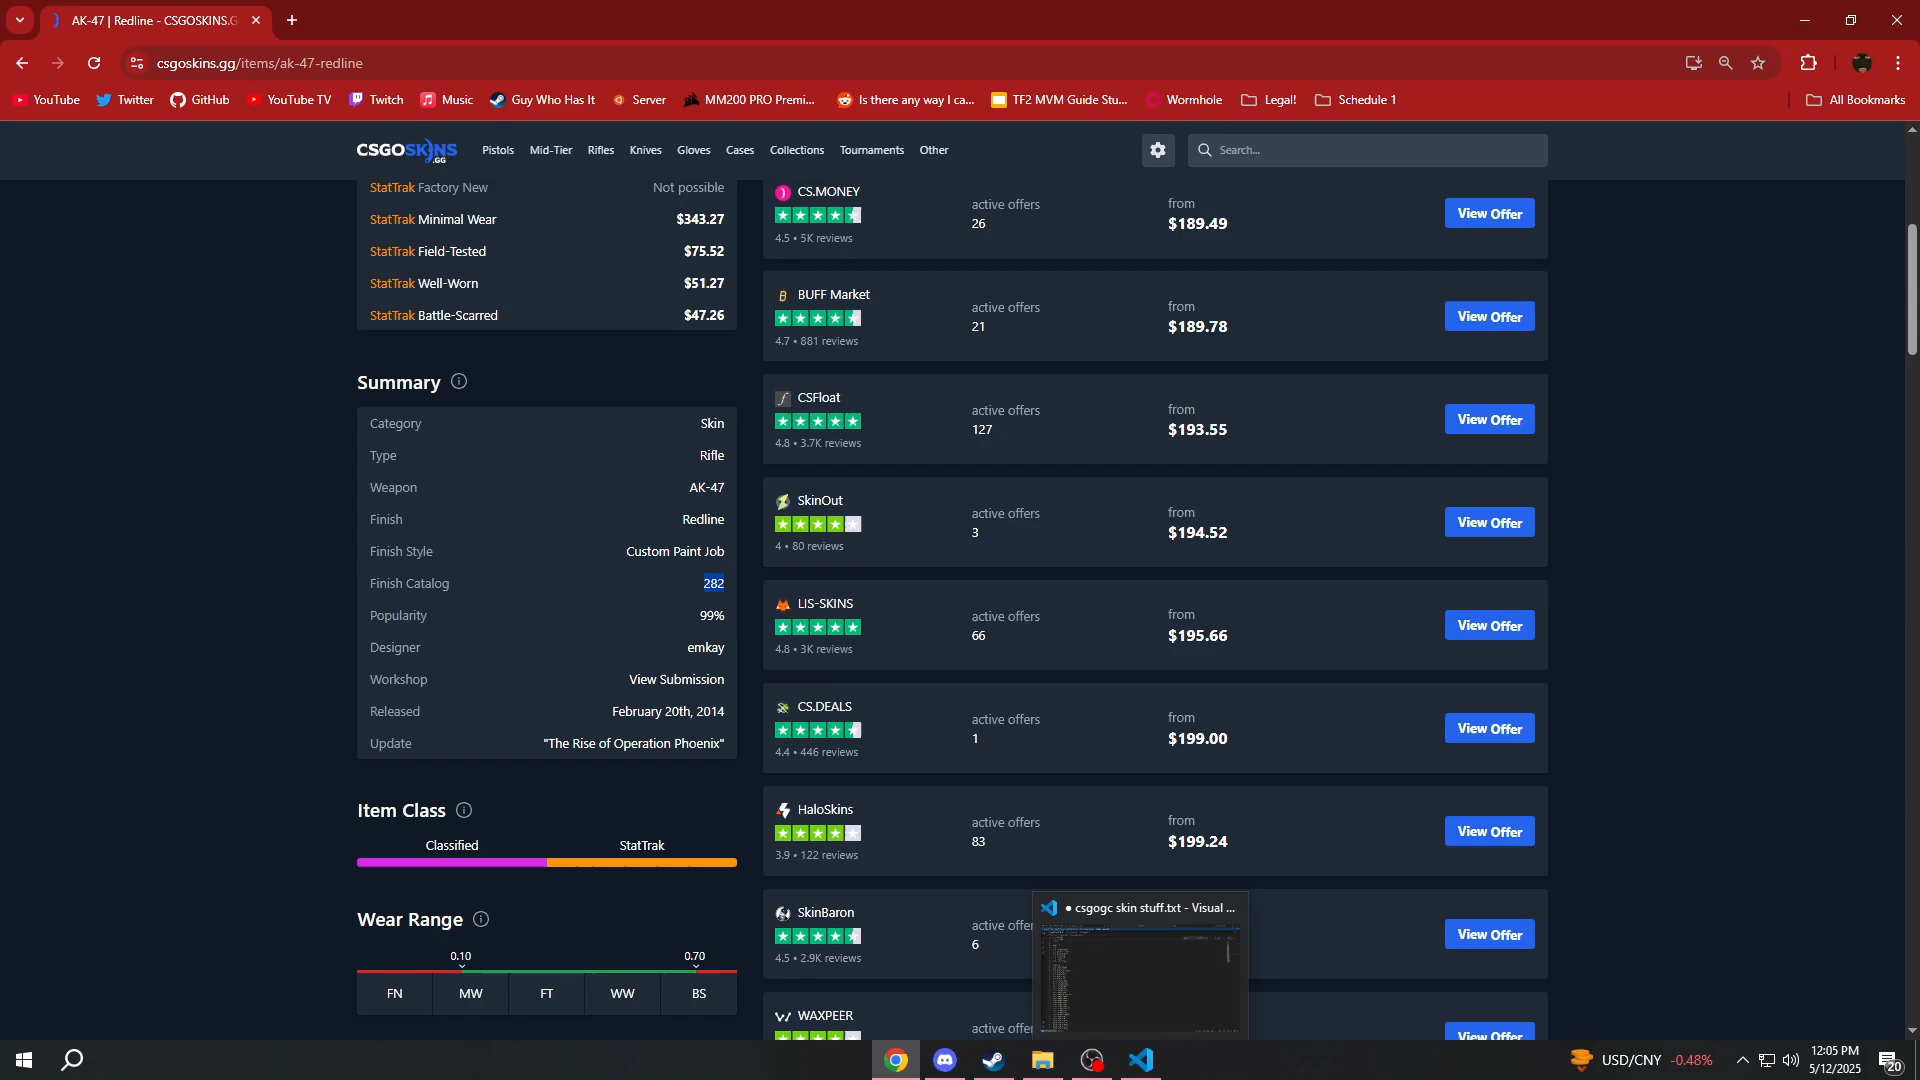 AK-47 | Redline - CSGOSKINS.G
csgoskins.gg/items/ak-47-redline
YouTube
Twitter
GitHub
YouTube TV
Twitch
Music
Guy Who Has It
Server
MM200 PRO Premi...
Is there any way I ca...
TF2 MVM Guide Stu...
Wormhole
Legal!
Schedule 1
All Bookmarks
CSGOSKINS
.GG
Pistols
Mid-Tier
Rifles
Knives
Gloves
Cases
Collections
Tournaments
Other
Search...
StatTrak Factory New Not possible
StatTrak Minimal Wear $343.27
StatTrak Field-Tested $75.52
StatTrak Well-Worn $51.27
StatTrak Battle-Scarred $47.26
Summary
Category Skin
Type Rifle
Weapon AK-47
Finish Redline
Finish Style Custom Paint Job
Finish Catalog 282
Popularity 99%
Designer emkay
Workshop View Submission
Released February 20th, 2014
Update "The Rise of Operation Phoenix"
Item Class
Classified StatTrak
Wear Range
0.10 0.70
FN MW FT WW BS
CS.MONEY
4.5 • 5K reviews
active offers
26
from
$189.49
View Offer
BUFF Market
4.7 • 881 reviews
active offers
21
from
$189.78
View Offer
CSFloat
4.8 • 3.7K reviews
active offers
127
from
$193.55
View Offer
SkinOut
4 • 80 reviews
active offers
3
from
$194.52
View Offer
LIS-SKINS
4.8 • 3K reviews
active offers
66
from
$195.66
View Offer
CS.DEALS
4.4 • 446 reviews
active offers
1
from
$199.00
View Offer
HaloSkins
3.9 • 122 reviews
active offers
83
from
$199.24
View Offer
SkinBaron
4.5 • 2.9K reviews
active offer
6
View Offer
WAXPEER
active offer
View Offer
● csgogc skin stuff.txt - Visual ...
USD/CNY -0.48%
12:05 PM
5/12/2025
20